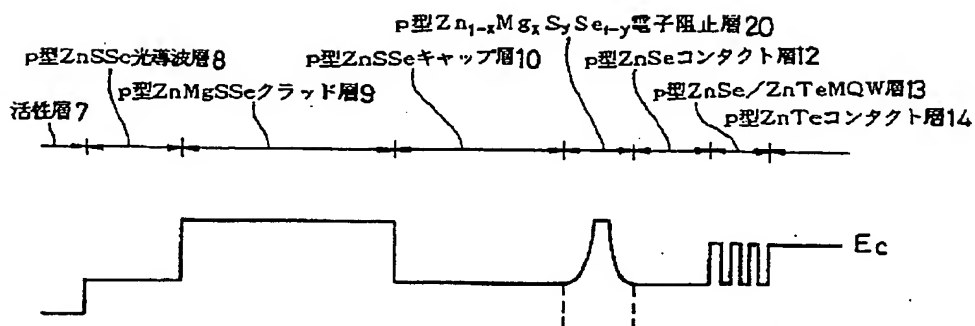 p型Zn1-xMgxSySe1-y電子阻止層20
p型ZnSSe光導波層8
p型ZnSSeキャップ層10
p型ZnSeコンタクト層12
p型ZnMgSSeクラッド層9
p型ZnSe/ZnTeMQW層13
活性層7
p型ZnTeコンタクト層14
Ec